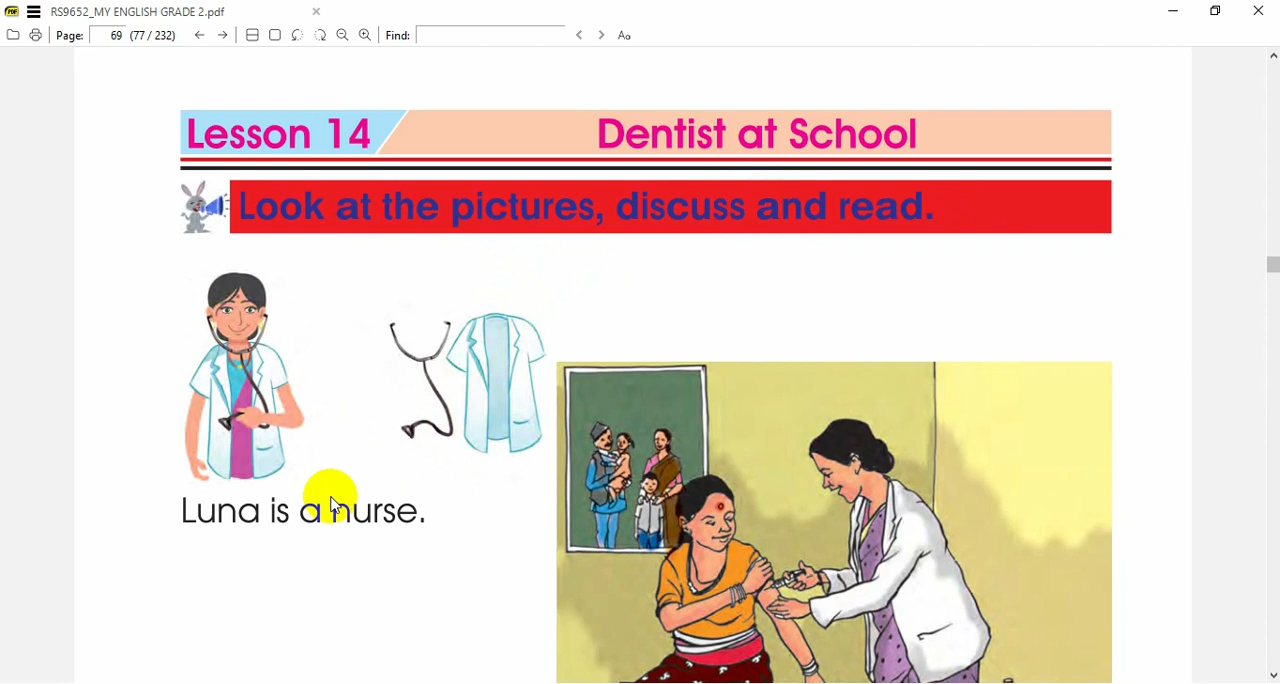 RS9652_MY ENGLISH GRADE 2.pdf
Page: 69 (77 / 232) Find: Aa
Lesson 14 Dentist at School
Look at the pictures, discuss and read.
Luna is a nurse.